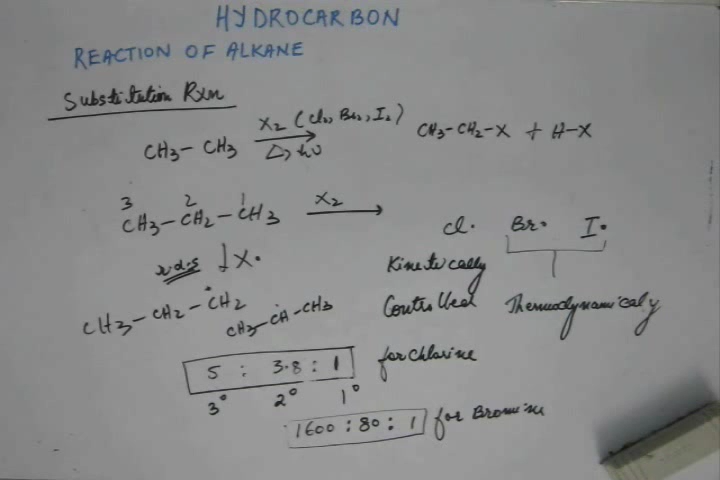 HYDROCARBON
REACTION OF ALKANE
Substitution Rxn
CH3-CH3 X2 (Cl2, Br2, I2) Δ, hυ CH3-CH2-X + H-X
3 2 1
CH3-CH2-CH3 X2
Cl. Br. I.
r.d.s X.
Kinetically
CH3-CH2-CH2 CH3-CH-CH3 Controlled Thermodynamicaly
5 : 3.8 : 1 for Chlorine
3° 2° 1°
1600 : 80 : 1 for Bromine